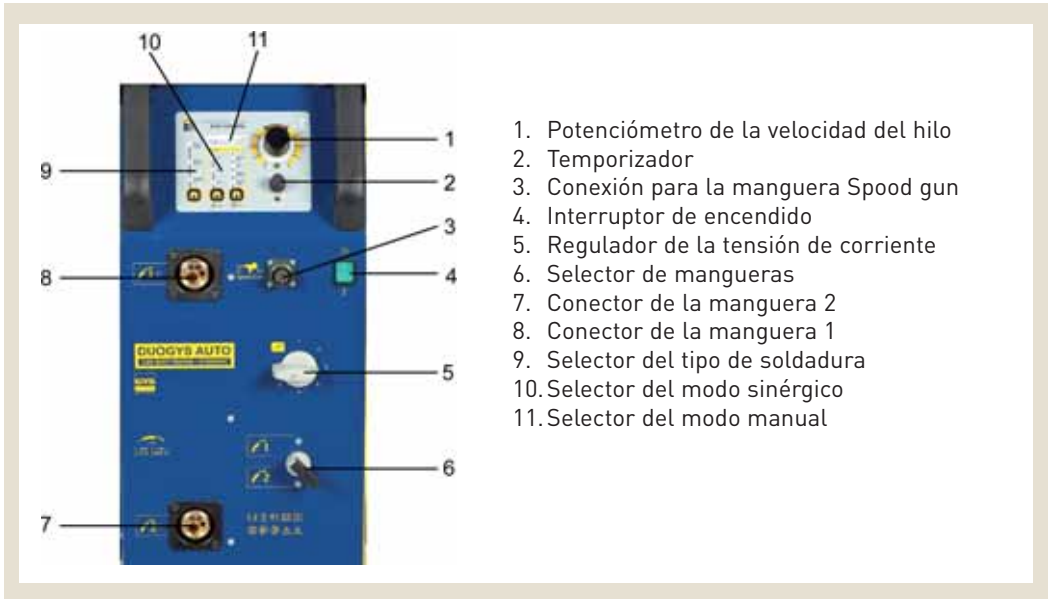 10 11
1
9
2
3
8
4
DUOGYS AUTO
5
6
7
1. Potenciómetro de la velocidad del hilo
2. Temporizador
3. Conexión para la manguera Spood gun
4. Interruptor de encendido
5. Regulador de la tensión de corriente
6. Selector de mangueras
7. Conector de la manguera 2
8. Conector de la manguera 1
9. Selector del tipo de soldadura
10. Selector del modo sinérgico
11. Selector del modo manual